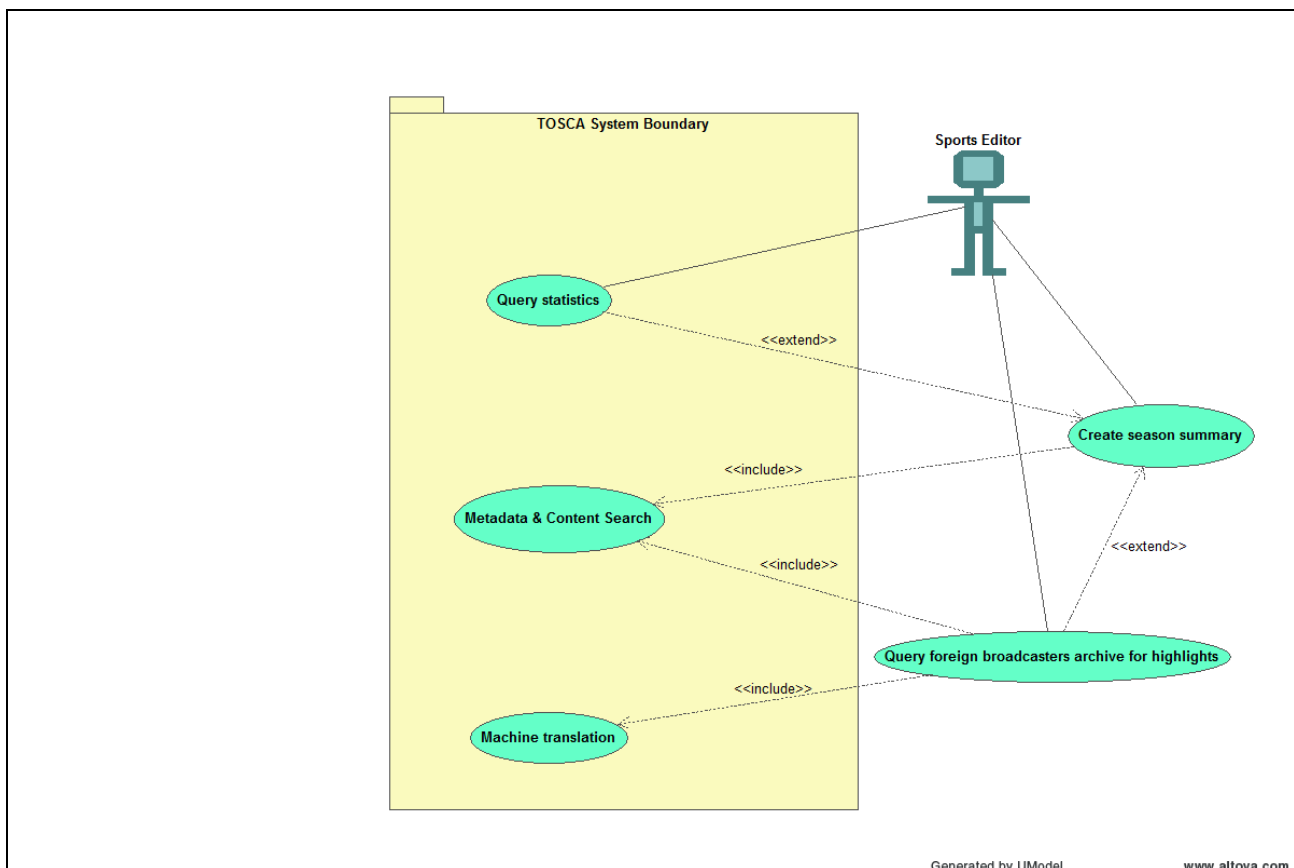 TOSCA System Boundary
Sports Editor
Query statistics
<<extend>>
Create season summary
<<include>>
Metadata & Content Search
<<extend>>
<<include>>
Query foreign broadcasters archive for highlights
<<include>>
Machine translation
Generated by UModel www.altova.com